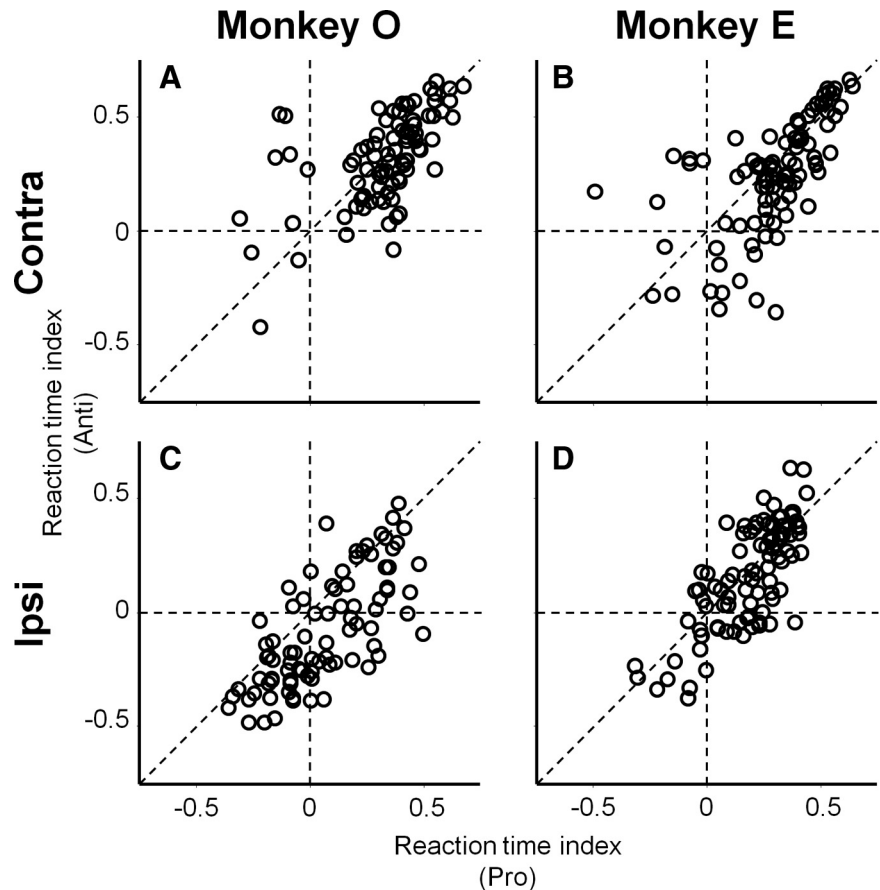 Monkey O
Monkey E
Contra
Ipsi
Reaction time index
(Anti)
A
0.5
0
-0.5
B
C
0.5
0
-0.5
D
-0.5
0
0.5
-0.5
0
0.5
Reaction time index
(Pro)